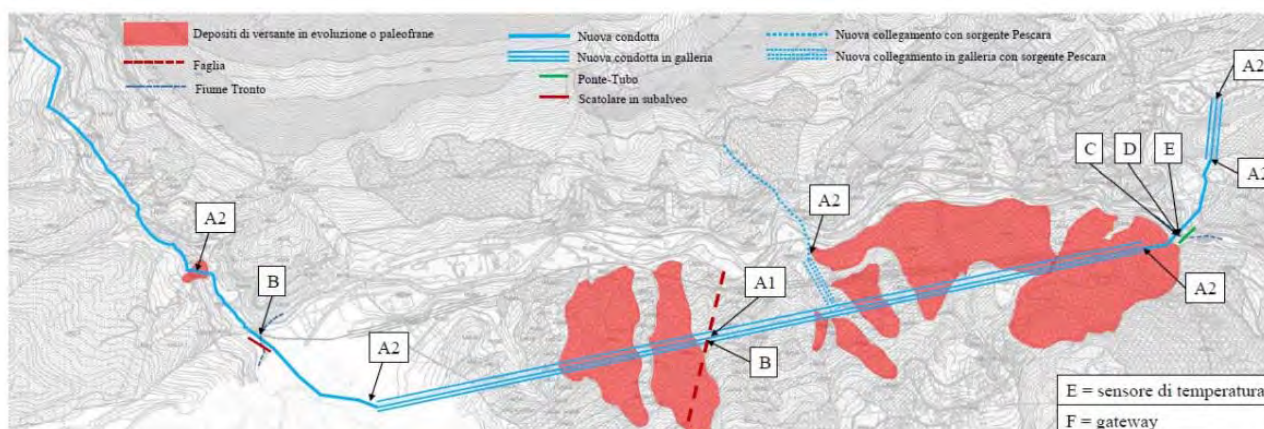 Depositi di versante in evoluzione o paleofrane
Faglia
Fiume Tronto
Nuova condotta
Nuova condotta in galleria
Ponte-Tubo
Scatolare in subalveo
Nuova collegamento con sorgente Pescara
Nuova collegamento in galleria con sorgente Pescara
A2
C
D
E
A2
A2
A2
B
A1
A2
A2
B
E = sensore di temperatura
F = gateway